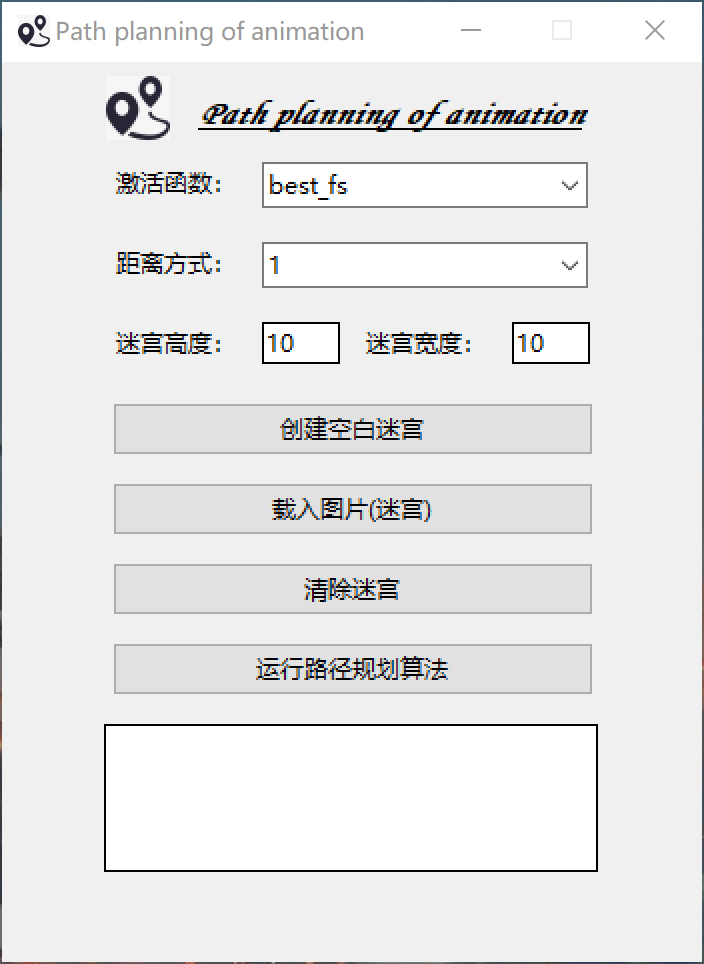 Path planning of animation
Path planning of animation
激活函数：
best_fs
距离方式：
1
迷宫高度：
10
迷宫宽度：
10
创建空白迷宫
载入图片(迷宫)
清除迷宫
运行路径规划算法